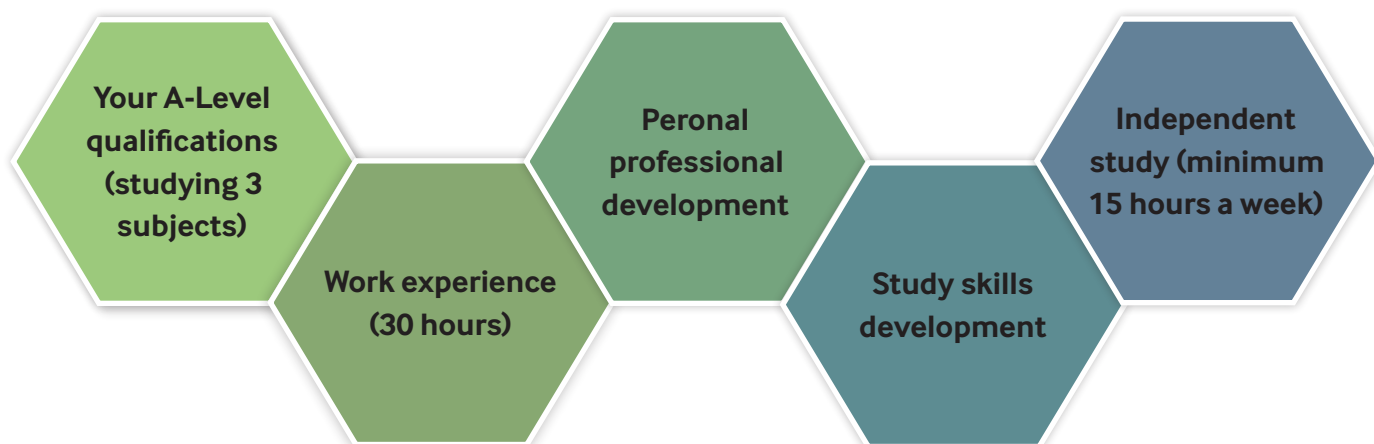 Your A-Level
qualifications
(studying 3
subjects)
Work experience
(30 hours)
Peronal
professional
development
Study skills
development
Independent
study (minimum
15 hours a week)